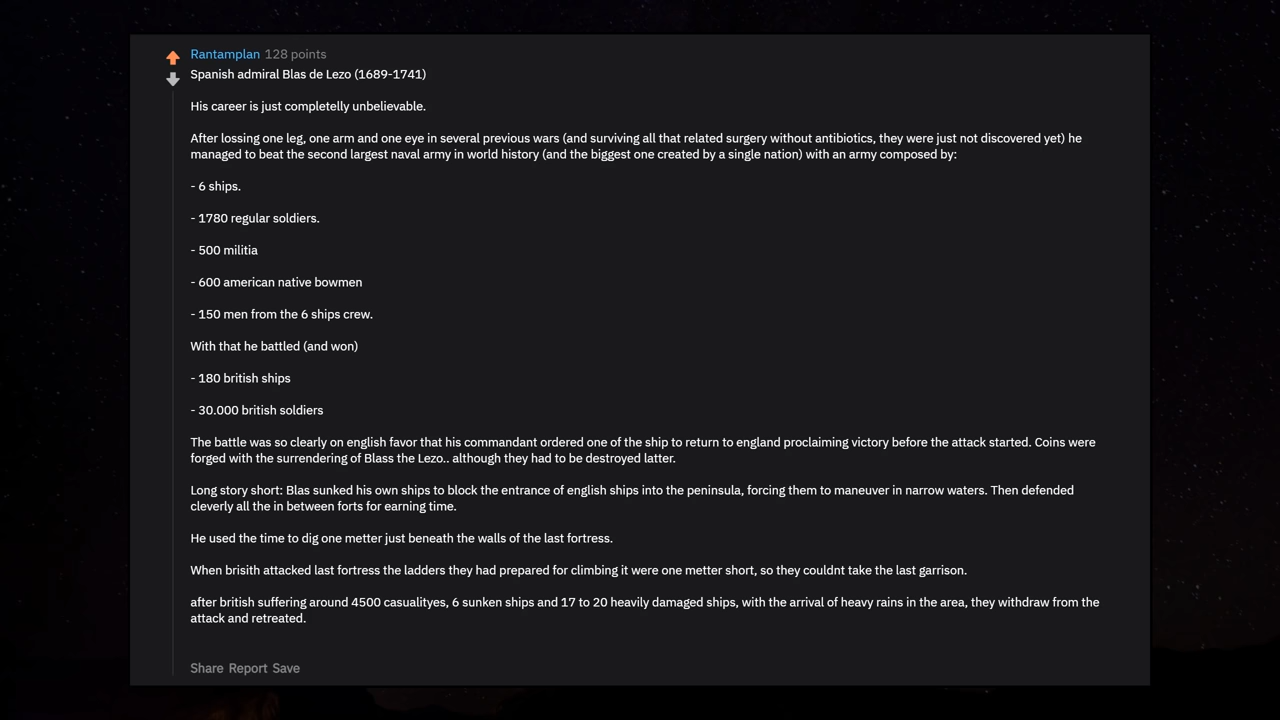 Rantamplan 128 points
Spanish admiral Blas de Lezo (1689-1741)
His career is just completelly unbelievable.
After lossing one leg, one arm and one eye in several previous wars (and surviving all that related surgery without antibiotics, they were just not discovered yet) he
managed to beat the second largest naval army in world history (and the biggest one created by a single nation) with an army composed by:
- 6 ships.
- 1780 regular soldiers.
- 500 militia
- 600 american native bowmen
- 150 men from the 6 ships crew.
With that he battled (and won)
- 180 british ships
- 30.000 british soldiers
The battle was so clearly on english favor that his commandant ordered one of the ship to return to england proclaiming victory before the attack started. Coins were
forged with the surrendering of Blass the Lezo.. although they had to be destroyed latter.
Long story short: Blas sunked his own ships to block the entrance of english ships into the peninsula, forcing them to maneuver in narrow waters. Then defended
cleverly all the in between forts for earning time.
He used the time to dig one metter just beneath the walls of the last fortress.
When brisith attacked last fortress the ladders they had prepared for climbing it were one metter short, so they couldnt take the last garrison.
after british suffering around 4500 casualityes, 6 sunken ships and 17 to 20 heavily damaged ships, with the arrival of heavy rains in the area, they withdraw from the
attack and retreated.
Share Report Save